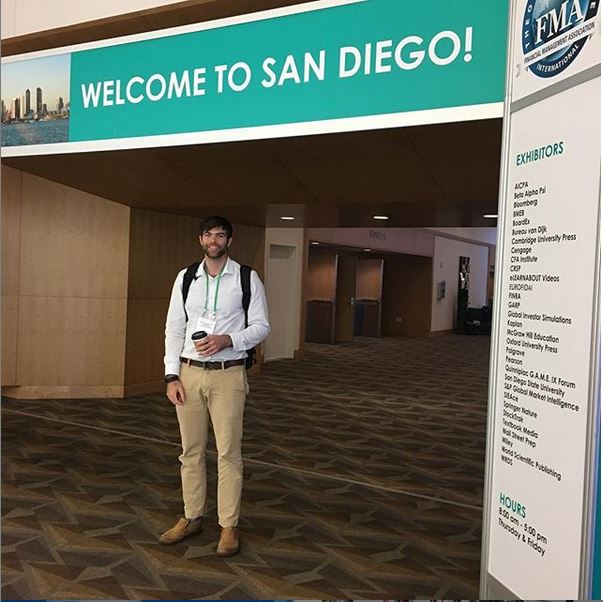 WELCOME TO SAN DIEGO!
FMA
FINANCIAL MANAGEMENT ASSOCIATION
INTERNATIONAL
EXHIBITORS
AICPA
Beta Alpha Psi
Bloomberg
BMEB
BoardEx
Bureau van Dijk
Cambridge University Press
Cengage
CFA Institute
CRSP
eLEARNABOUT Videos
EUROFIDAI
FINRA
GARP
Global Investor Simulations
Kaplan
McGraw Hill Education
Oxford University Press
Palgrave
Pearson
Quinnipiac G.A.M.E. IX Forum
San Diego State University
S&P Global Market Intelligence
SiEAce
Springer Nature
StockTrak
Textbook Media
Wall Street Prep
Wiley
World Scientific Publishing
WRDS
HOURS
8:00 am - 5:00 pm
Thursday & Friday